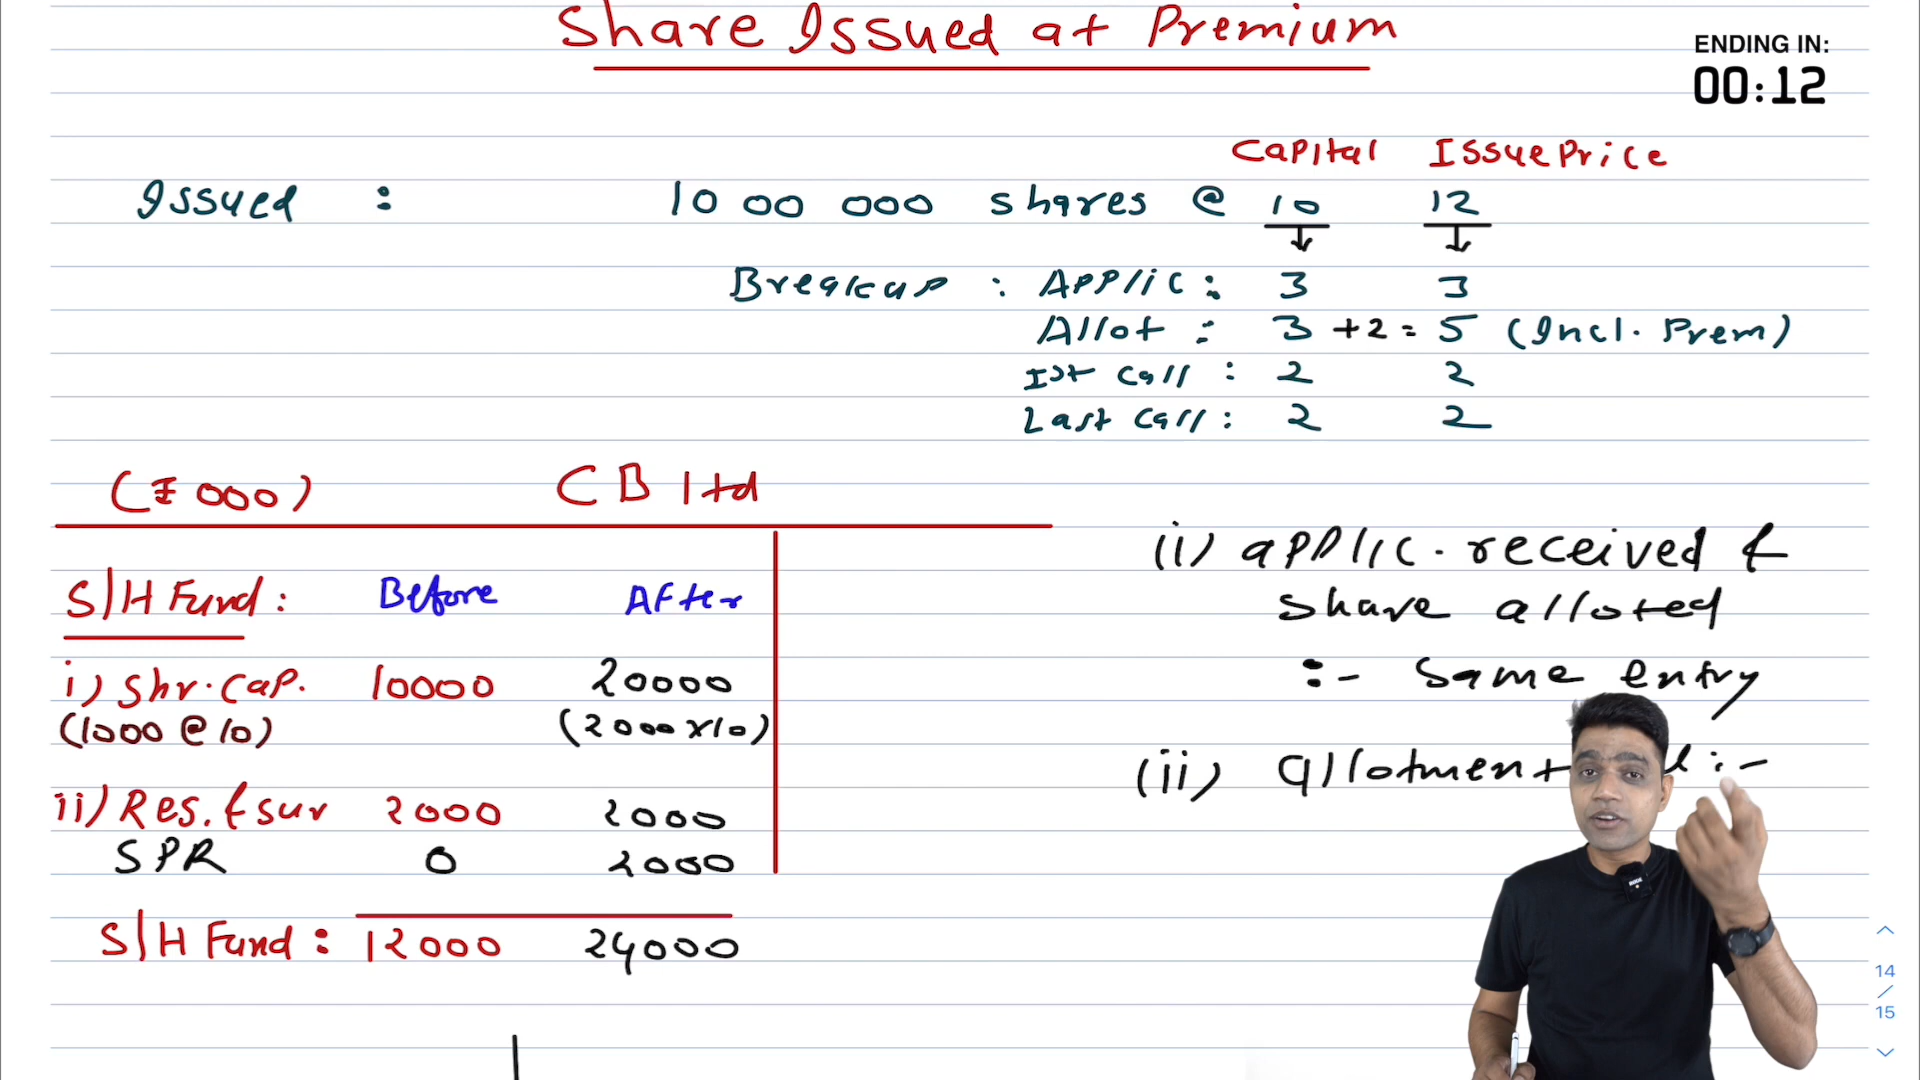 Share Issued at Premium
ENDING IN:
00:12
Capital IssuePrice
Issued : 10 00 000 shares @ 10 12
Breakup : Applic : 3 3
Allot : 3 +2 = 5 (Incl. Prem)
Ist Call : 2 2
Last Call : 2 2
(₹ 000) CB ltd
S/H Fund : Before After
i) Shr. Cap. 10000 20000
(1000 @ 10) (2000 x 10)
ii) Res. & sur 2000 2000
SPR 0 2000
S/H Fund : 12000 24000
(ii) applic. received &
share alloted
:- Same entry
(ii) allotment :-
14
/
15